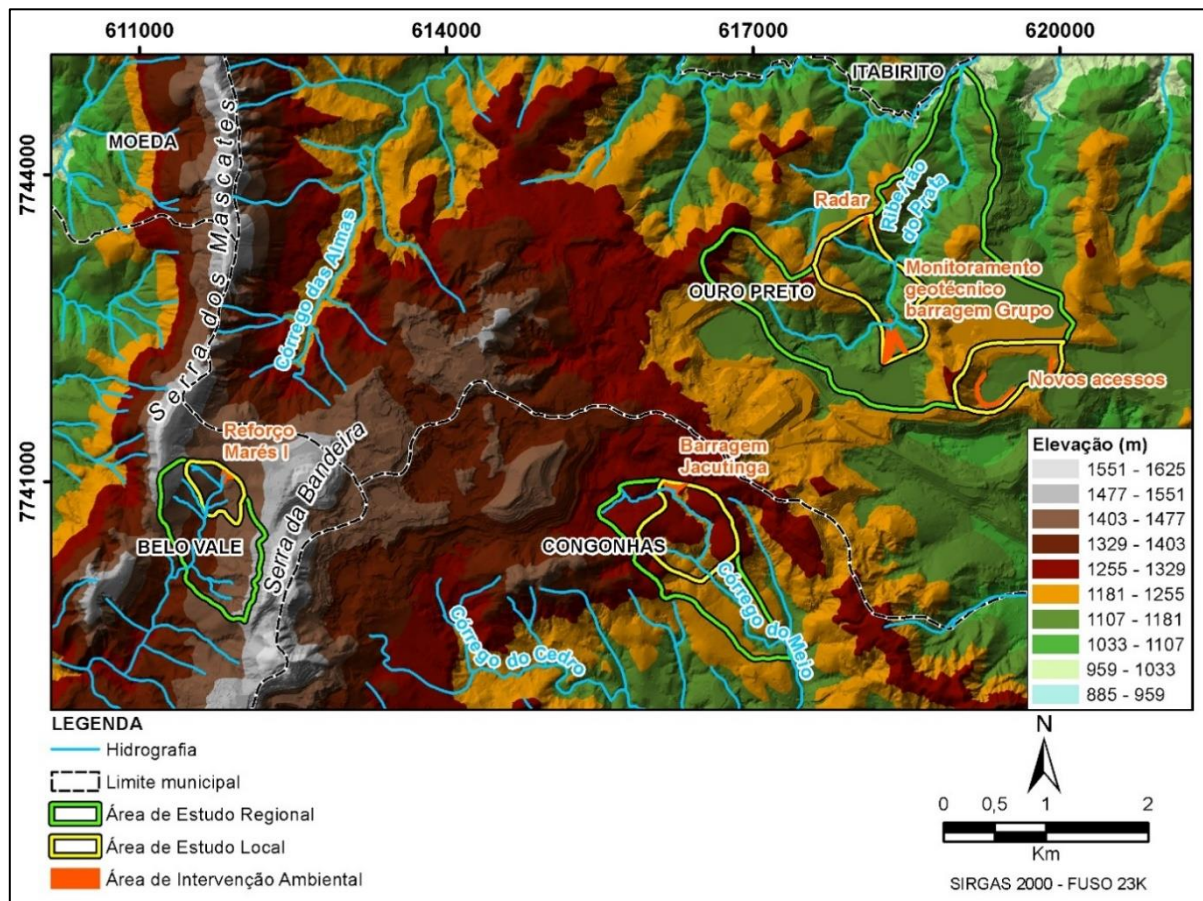 611000
614000
617000
620000
7744000
7741000
ITABIRITO
MOEDA
Serra dos Mascates
Córrego das Almas
Radar
Ribeirão
do Prata
OURO PRETO
Monitoramento
geotécnico
barragem Grupo
Novos acessos
Reforço
Marés I
Serra da Bandeira
Barragem
Jacutinga
BELO VALE
CONGONHAS
Córrego do Cedro
Córrego do Meio
Elevação (m)
1551 - 1625
1477 - 1551
1403 - 1477
1329 - 1403
1255 - 1329
1181 - 1255
1107 - 1181
1033 - 1107
959 - 1033
885 - 959
LEGENDA
Hidrografia
Limite municipal
Área de Estudo Regional
Área de Estudo Local
Área de Intervenção Ambiental
N
0 0,5 1 2
Km
SIRGAS 2000 - FUSO 23K